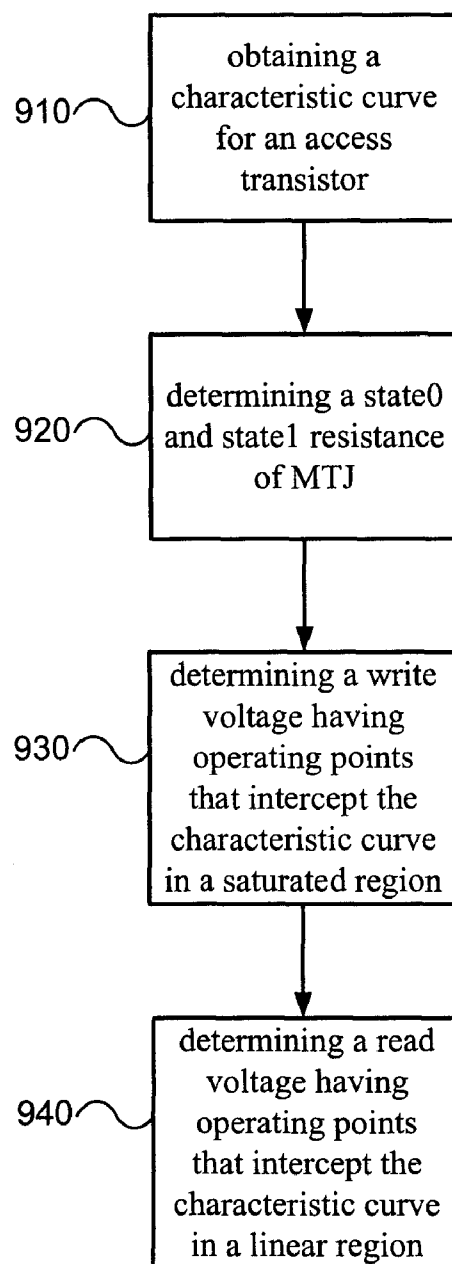 910
obtaining a
characteristic curve
for an access
transistor
920
determining a state0
and state1 resistance
of MTJ
930
determining a write
voltage having
operating points
that intercept the
characteristic curve
in a saturated region
940
determining a read
voltage having
operating points
that intercept the
characteristic curve
in a linear region